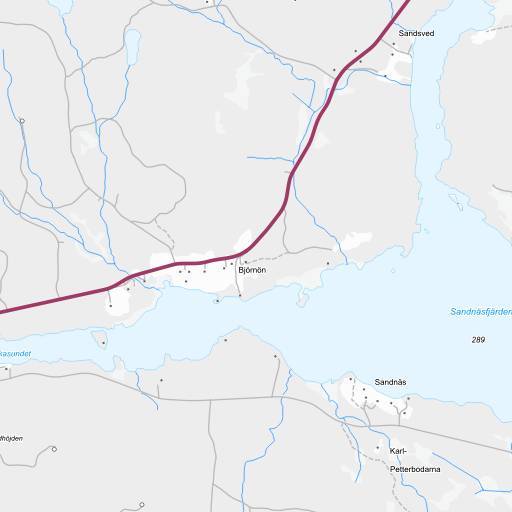 Sandsved
Björnön
Sandnäsfjärden
289
Sandnäs
Karl-
Petterbodarna